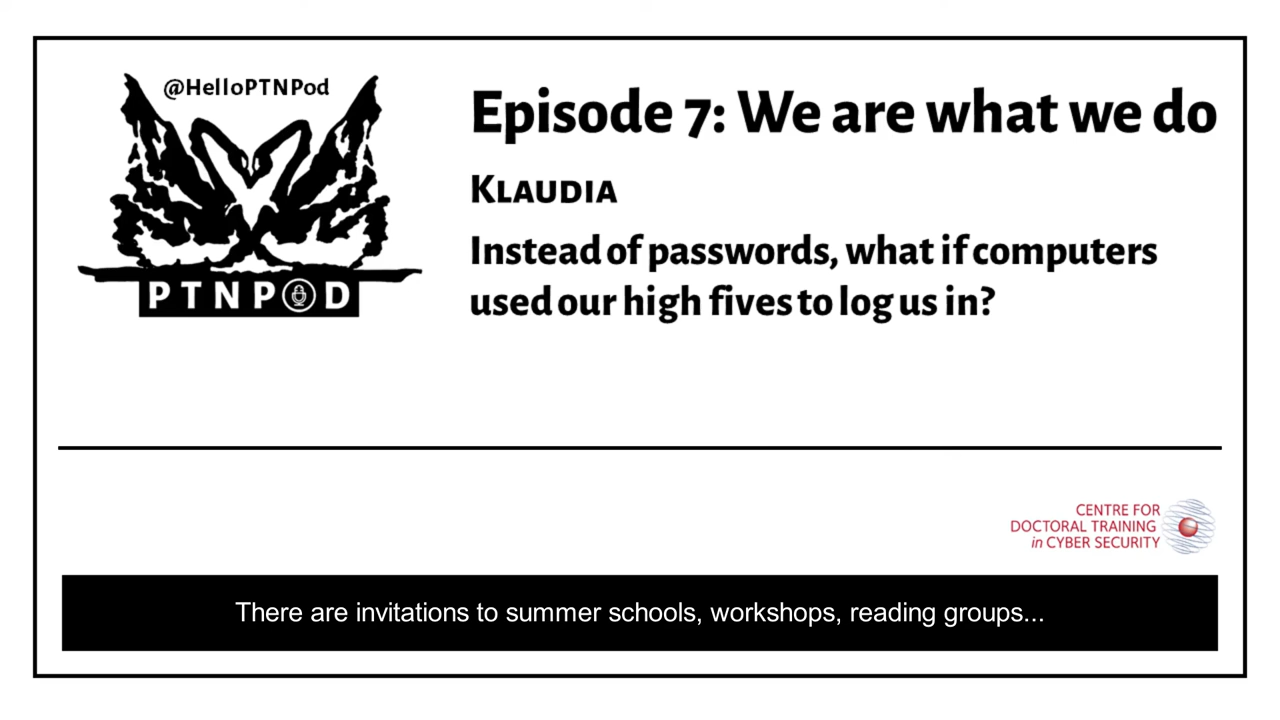 @HelloPTNPod
PTNPOD
Episode 7: We are what we do
KLAUDIA
Instead of passwords, what if computers
used our high fives to log us in?
CENTRE FOR
DOCTORAL TRAINING
in CYBER SECURITY
There are invitations to summer schools, workshops, reading groups...